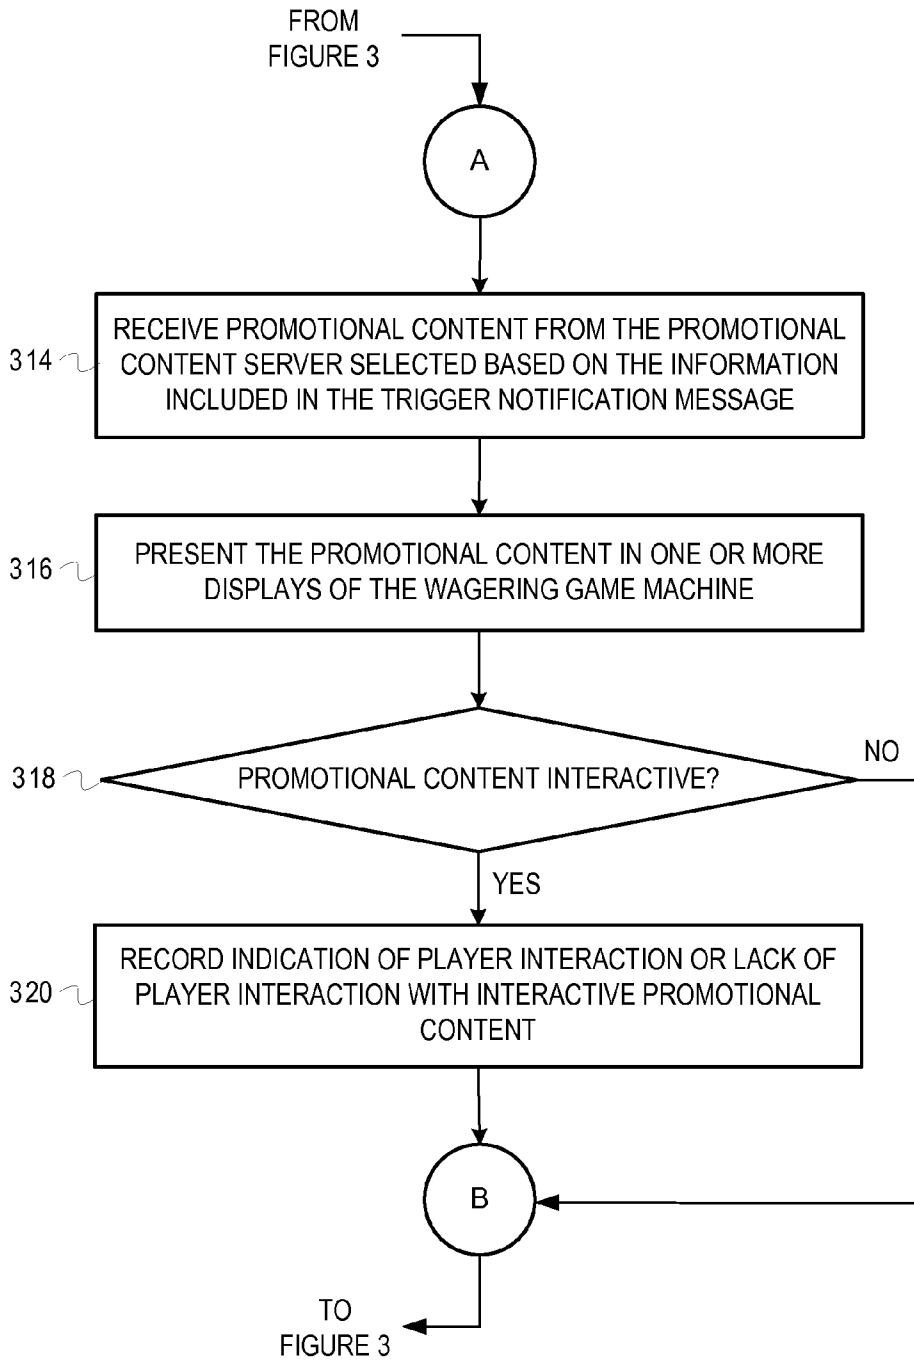 FROM
FIGURE 3
A
314
RECEIVE PROMOTIONAL CONTENT FROM THE PROMOTIONAL
CONTENT SERVER SELECTED BASED ON THE INFORMATION
INCLUDED IN THE TRIGGER NOTIFICATION MESSAGE
316
PRESENT THE PROMOTIONAL CONTENT IN ONE OR MORE
DISPLAYS OF THE WAGERING GAME MACHINE
318
PROMOTIONAL CONTENT INTERACTIVE?
NO
YES
320
RECORD INDICATION OF PLAYER INTERACTION OR LACK OF
PLAYER INTERACTION WITH INTERACTIVE PROMOTIONAL
CONTENT
B
TO
FIGURE 3